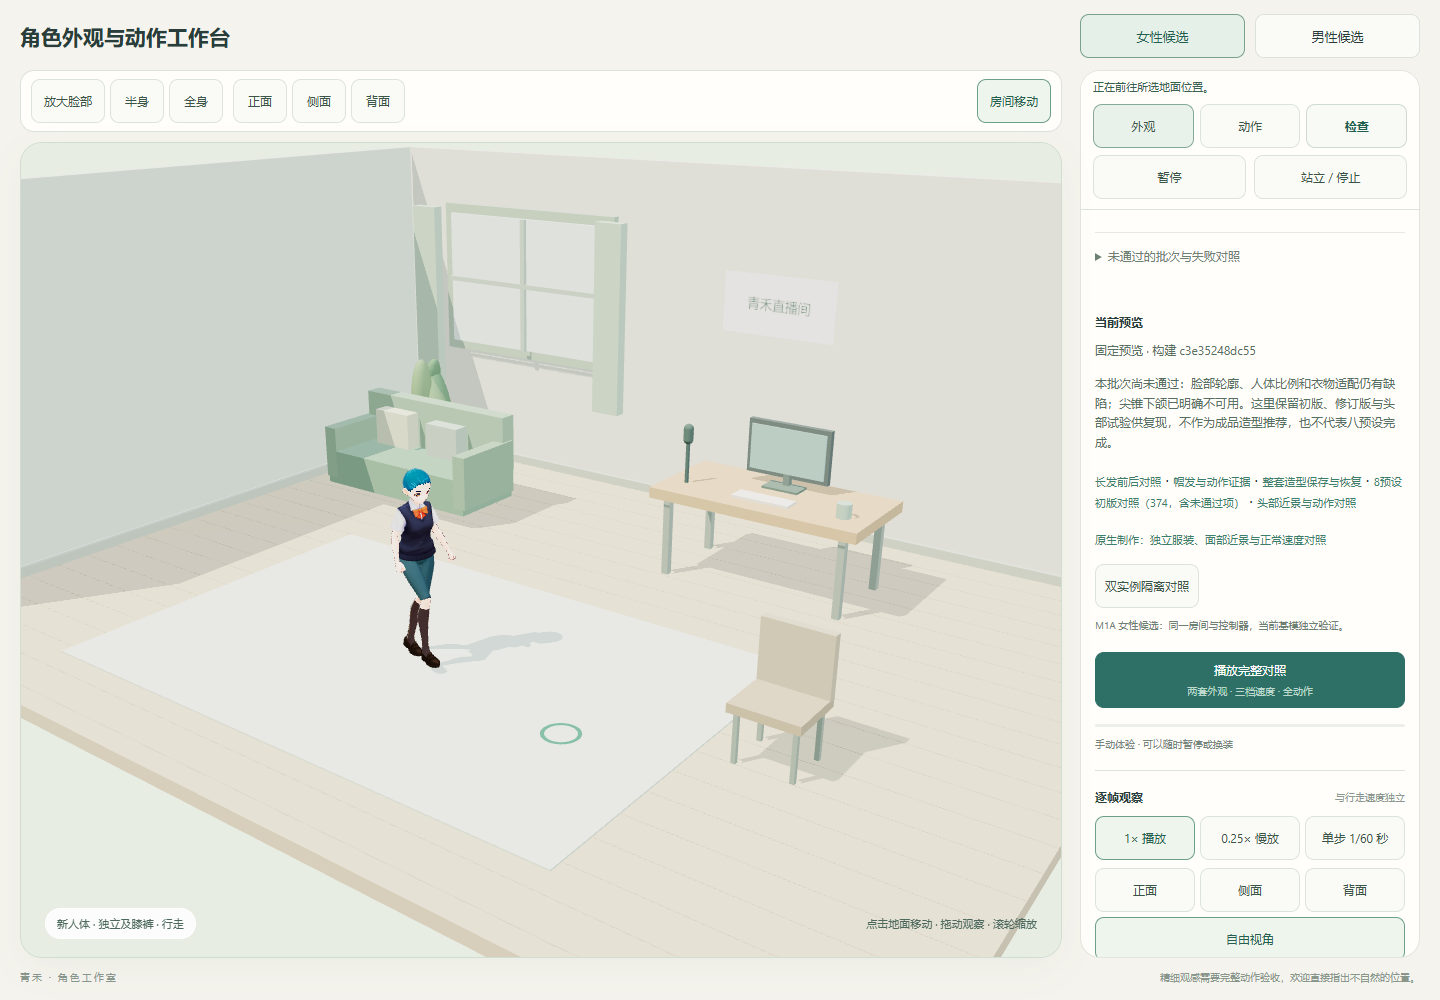 角色外观与动作工作台
女性候选
男性候选
放大脸部
半身
全身
正面
侧面
背面
房间移动
正在前往所选地面位置。
外观
动作
检查
暂停
站立 / 停止
▶ 未通过的批次与失败对照
当前预览
固定预览 · 构建 c3e35248dc55
本批次尚未通过：脸部轮廓、人体比例和衣物适配仍有缺
陷；尖锥下颌已明确不可用。这里保留初版、修订版与头
部试验供复现，不作为成品造型推荐，也不代表八预设完
成。
长发前后对照 · 帽发与动作证据 · 整套造型保存与恢复 · 8预设
初版对照（374，含未通过项） · 头部近景与动作对照
原生制作：独立服装、面部近景与正常速度对照
双实例隔离对照
M1A 女性候选：同一房间与控制器，当前基模独立验证。
播放完整对照
两套外观 · 三档速度 · 全动作
手动体验 · 可以随时暂停或换装
逐帧观察
与行走速度独立
1× 播放
0.25× 慢放
单步 1/60 秒
正面
侧面
背面
自由视角
青禾直播间
新人体 · 独立及膝裤 · 行走
点击地面移动 · 拖动观察 · 滚轮缩放
青禾 · 角色工作室
精细观感需要完整动作验收，欢迎直接指出不自然的位置。